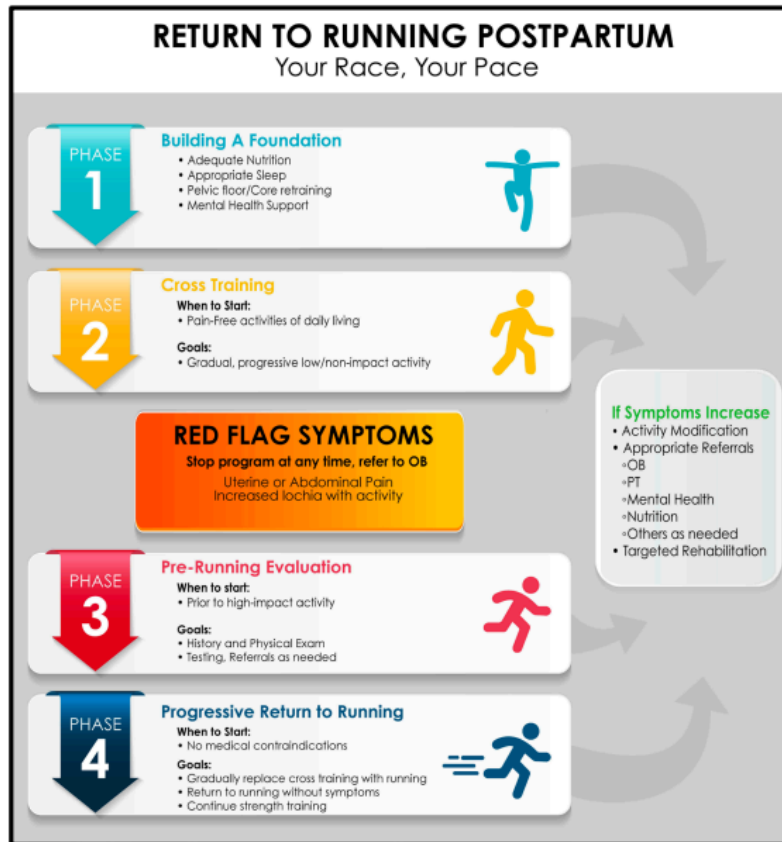 RETURN TO RUNNING POSTPARTUM
Your Race, Your Pace
PHASE
1
Building A Foundation
• Adequate Nutrition
• Appropriate Sleep
• Pelvic floor/Core retraining
• Mental Health Support
PHASE
2
Cross Training
When to Start:
• Pain-Free activities of daily living
Goals:
• Gradual, progressive low/non-impact activity
RED FLAG SYMPTOMS
Stop program at any time, refer to OB
Uterine or Abdominal Pain
Increased lochia with activity
If Symptoms Increase
• Activity Modification
• Appropriate Referrals
◦OB
◦PT
◦Mental Health
◦Nutrition
◦Others as needed
• Targeted Rehabilitation
PHASE
3
Pre-Running Evaluation
When to start:
• Prior to high-impact activity
Goals:
• History and Physical Exam
• Testing, Referrals as needed
PHASE
4
Progressive Return to Running
When to Start:
• No medical contraindications
Goals:
• Gradually replace cross training with running
• Return to running without symptoms
• Continue strength training